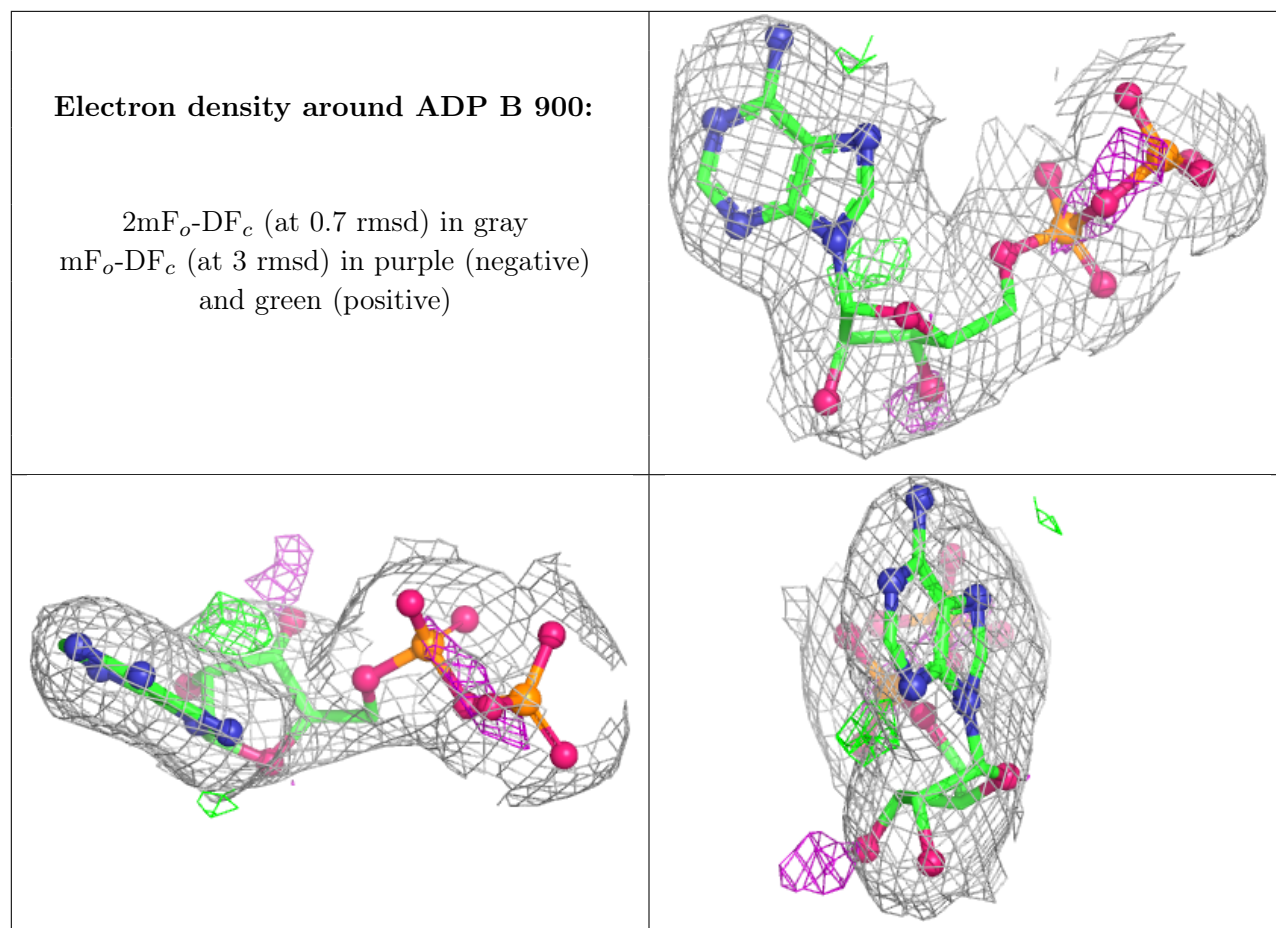 Electron density around ADP B 900:
2mFo-DFc (at 0.7 rmsd) in gray
mFo-DFc (at 3 rmsd) in purple (negative)
and green (positive)